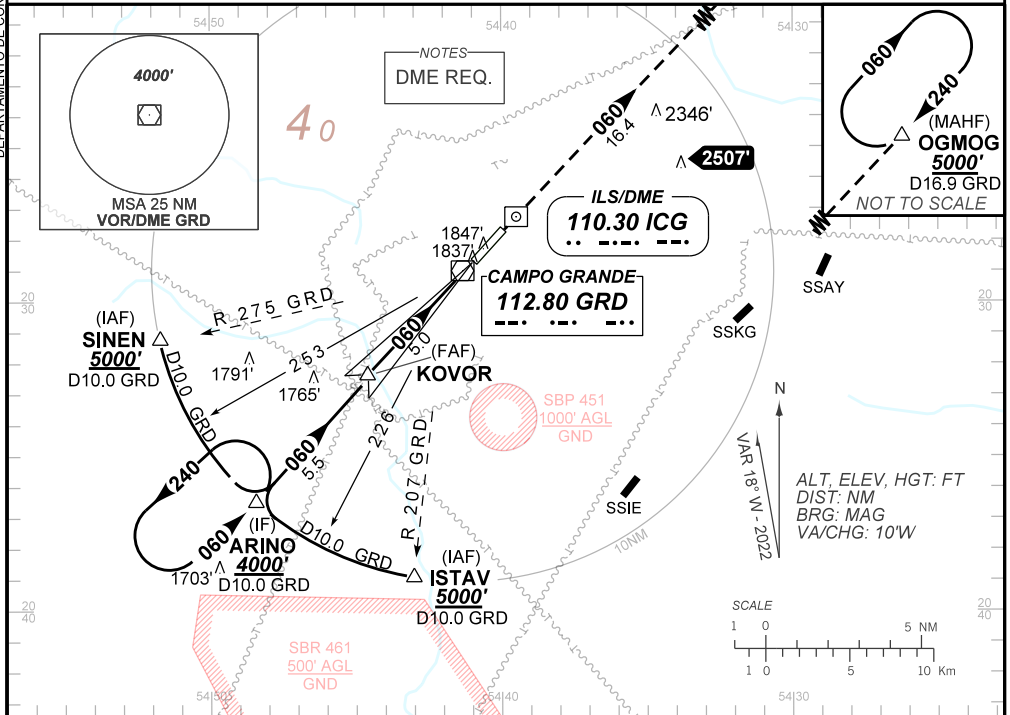 DEPARTAMENTO DE CON
54 50
54 40
54 30
4000'
MSA 25 NM
VOR/DME GRD
NOTES
DME REQ.
4 0
060
16.4
2346'
2507'
ILS/DME
110.30 ICG
1847'
1837'
CAMPO GRANDE
112.80 GRD
060
240
(MAHF)
OGMOG
5000'
D16.9 GRD
NOT TO SCALE
SSAY
SSKG
SSIE
20
30
20
30
(IAF)
SINEN
5000'
D10.0 GRD
R 275 GRD
253
1791'
1765'
060
5.0
(FAF)
KOVOR
226
R 207 GRD
D10.0 GRD
060
5.5
240
060
1703'
(IF)
ARINO
4000'
D10.0 GRD
D10.0 GRD
(IAF)
ISTAV
5000'
D10.0 GRD
SBP 451
1000' AGL
GND
10NM
N
VAR 18° W - 2022
ALT, ELEV, HGT: FT
DIST: NM
BRG: MAG
VA/CHG: 10'W
20
40
20
40
SBR 461
500' AGL
GND
SCALE
1 0 5 NM
1 0 5 10 Km
54 50
54 40
54 30